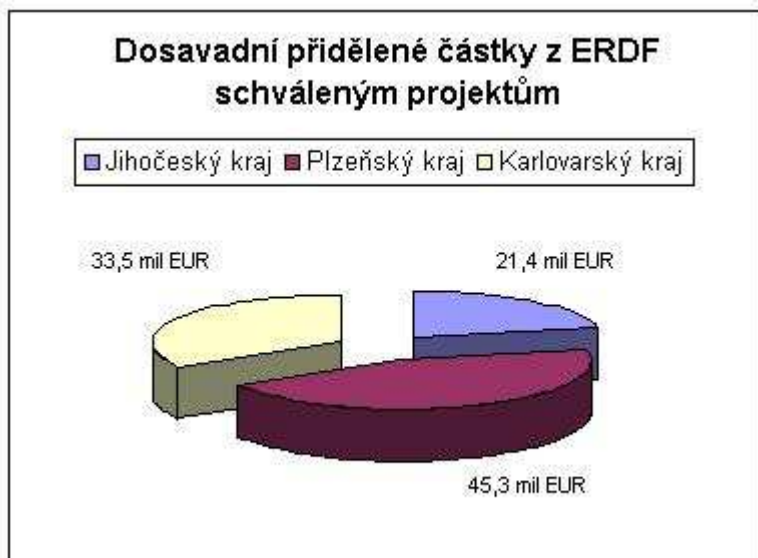 Dosavadní přidělené částky z ERDF
schváleným projektům
Jihočeský kraj Plzeňský kraj Karlovarský kraj
33,5 mil EUR 21,4 mil EUR
45,3 mil EUR